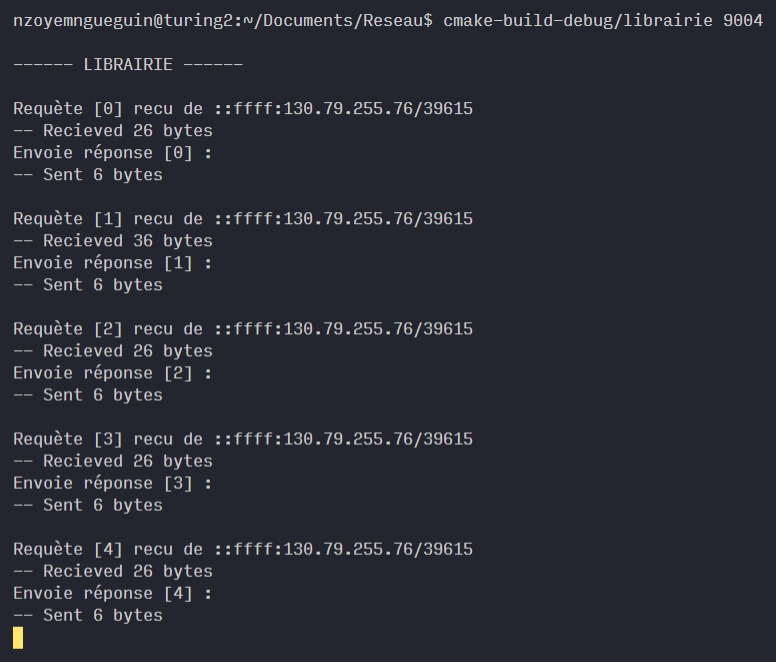 nzoyemngueguin@turing2:~/Documents/Reseau$ cmake-build-debug/librairie 9004
------ LIBRAIRIE ------
Requète [0] recu de ::ffff:130.79.255.76/39615
-- Recieved 26 bytes
Envoie réponse [0] :
-- Sent 6 bytes
Requète [1] recu de ::ffff:130.79.255.76/39615
-- Recieved 36 bytes
Envoie réponse [1] :
-- Sent 6 bytes
Requète [2] recu de ::ffff:130.79.255.76/39615
-- Recieved 26 bytes
Envoie réponse [2] :
-- Sent 6 bytes
Requète [3] recu de ::ffff:130.79.255.76/39615
-- Recieved 26 bytes
Envoie réponse [3] :
-- Sent 6 bytes
Requète [4] recu de ::ffff:130.79.255.76/39615
-- Recieved 26 bytes
Envoie réponse [4] :
-- Sent 6 bytes